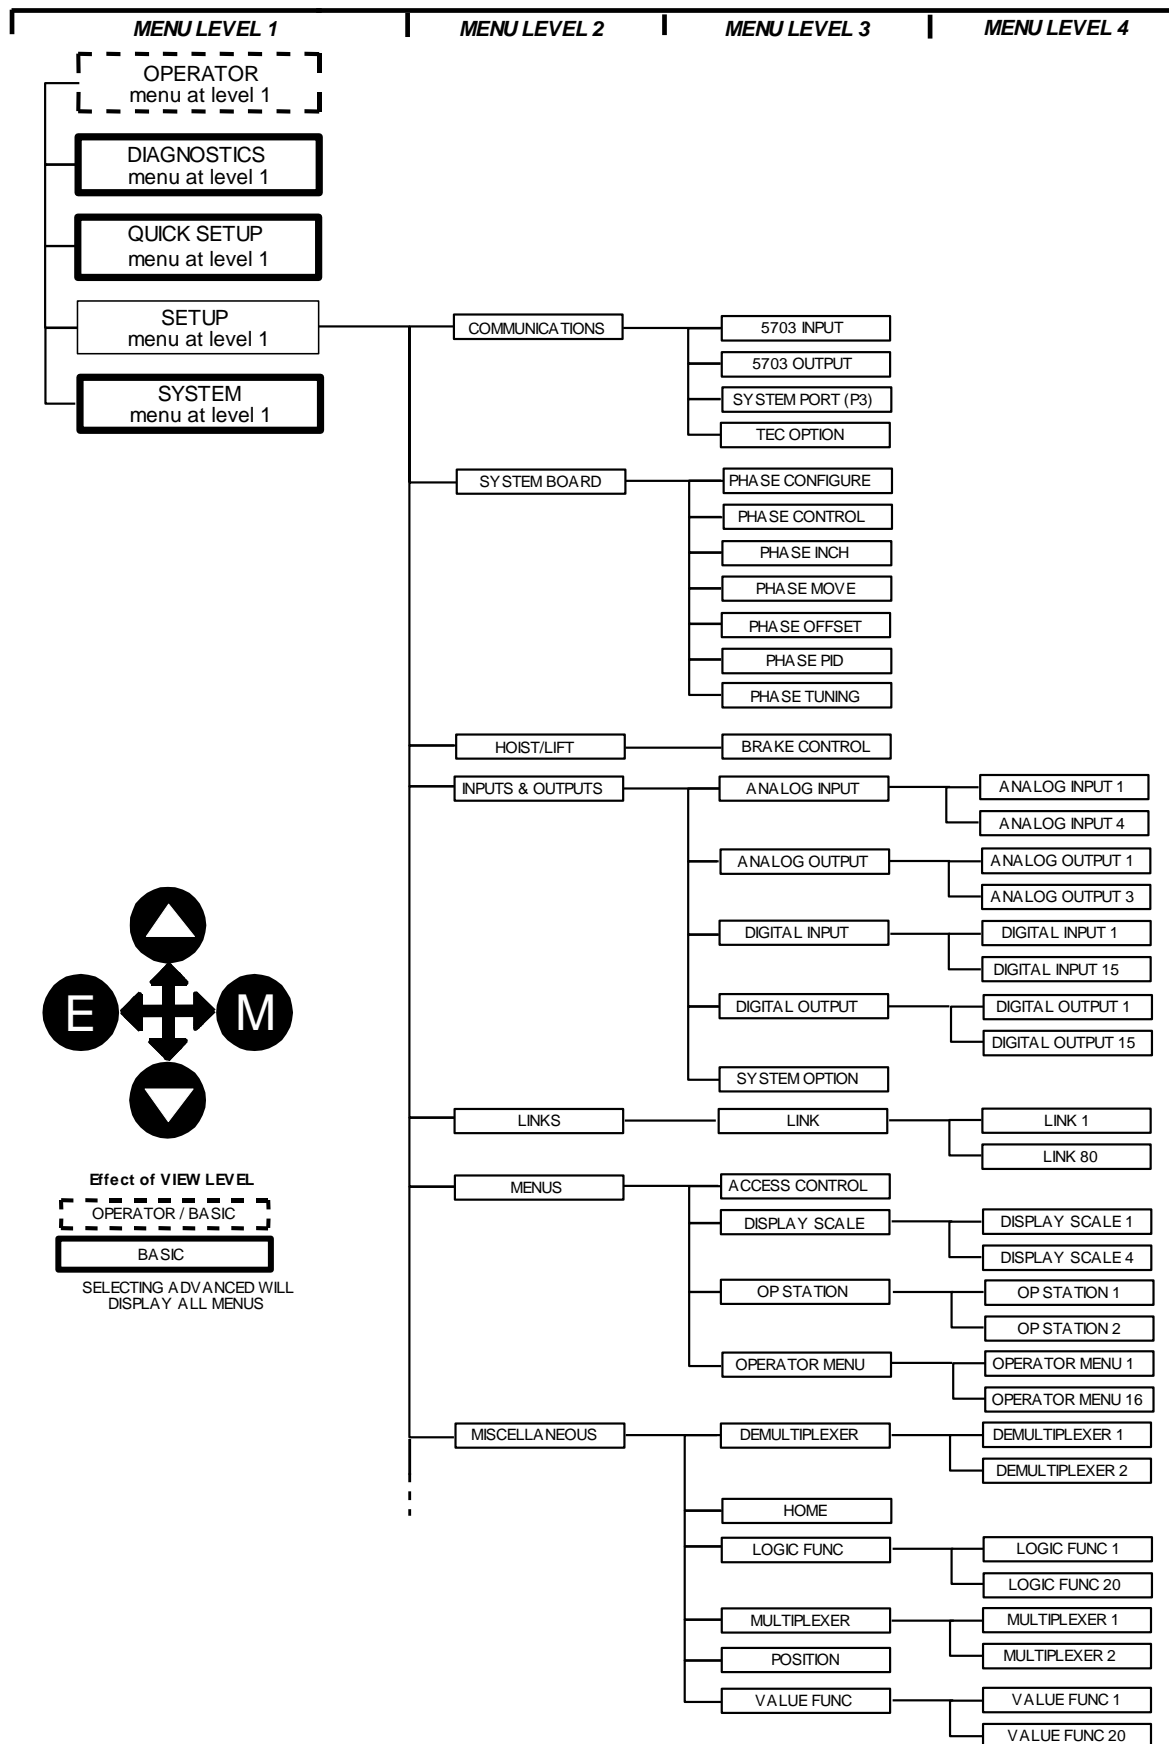 MENU LEVEL 1
MENU LEVEL 2
MENU LEVEL 3
MENU LEVEL 4
OPERATOR
menu at level 1
DIAGNOSTICS
menu at level 1
QUICK SETUP
menu at level 1
SETUP
menu at level 1
SYSTEM
menu at level 1
COMMUNICATIONS
5703 INPUT
5703 OUTPUT
SYSTEM PORT (P3)
TEC OPTION
SYSTEM BOARD
PHASE CONFIGURE
PHASE CONTROL
PHASE INCH
PHASE MOVE
PHASE OFFSET
PHASE PID
PHASE TUNING
HOIST/LIFT
BRAKE CONTROL
INPUTS & OUTPUTS
ANALOG INPUT
ANALOG INPUT 1
ANALOG INPUT 4
ANALOG OUTPUT
ANALOG OUTPUT 1
ANALOG OUTPUT 3
DIGITAL INPUT
DIGITAL INPUT 1
DIGITAL INPUT 15
DIGITAL OUTPUT
DIGITAL OUTPUT 1
DIGITAL OUTPUT 15
SYSTEM OPTION
LINKS
LINK
LINK 1
LINK 80
MENUS
ACCESS CONTROL
DISPLAY SCALE
DISPLAY SCALE 1
DISPLAY SCALE 4
OP STATION
OP STATION 1
OP STATION 2
OPERATOR MENU
OPERATOR MENU 1
OPERATOR MENU 16
MISCELLANEOUS
DEMULTIPLEXER
DEMULTIPLEXER 1
DEMULTIPLEXER 2
HOME
LOGIC FUNC
LOGIC FUNC 1
LOGIC FUNC 20
MULTIPLEXER
MULTIPLEXER 1
MULTIPLEXER 2
POSITION
VALUE FUNC
VALUE FUNC 1
VALUE FUNC 20
E
M
Effect of VIEW LEVEL
OPERATOR / BASIC
BASIC
SELECTING ADVANCED WILL
DISPLAY ALL MENUS